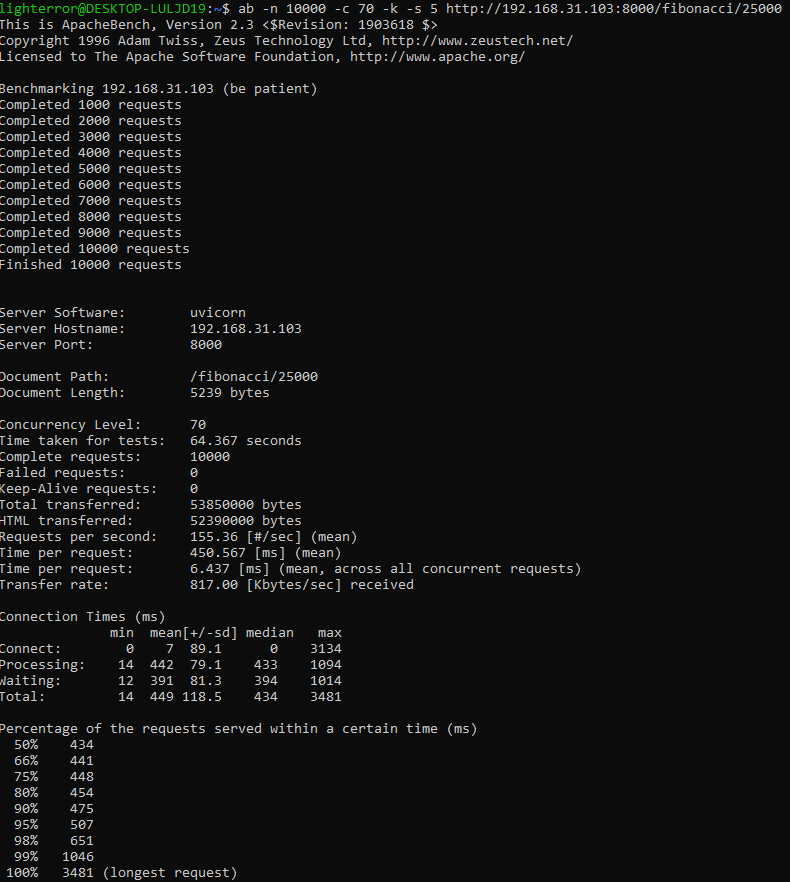 lighterror@DESKTOP-LULJD19:~$ ab -n 10000 -c 70 -k -s 5 http://192.168.31.103:8000/fibonacci/25000
This is ApacheBench, Version 2.3 <$Revision: 1903618 $>
Copyright 1996 Adam Twiss, Zeus Technology Ltd, http://www.zeustech.net/
Licensed to The Apache Software Foundation, http://www.apache.org/

Benchmarking 192.168.31.103 (be patient)
Completed 1000 requests
Completed 2000 requests
Completed 3000 requests
Completed 4000 requests
Completed 5000 requests
Completed 6000 requests
Completed 7000 requests
Completed 8000 requests
Completed 9000 requests
Completed 10000 requests
Finished 10000 requests

Server Software:        uvicorn
Server Hostname:        192.168.31.103
Server Port:            8000

Document Path:          /fibonacci/25000
Document Length:        5239 bytes

Concurrency Level:      70
Time taken for tests:   64.367 seconds
Complete requests:      10000
Failed requests:        0
Keep-Alive requests:    0
Total transferred:      53850000 bytes
HTML transferred:       52390000 bytes
Requests per second:    155.36 [#/sec] (mean)
Time per request:       450.567 [ms] (mean)
Time per request:       6.437 [ms] (mean, across all concurrent requests)
Transfer rate:          817.00 [Kbytes/sec] received

Connection Times (ms)
              min  mean[+/-sd] median   max
Connect:        0    7  89.1      0    3134
Processing:    14  442  79.1    433    1094
Waiting:       12  391  81.3    394    1014
Total:         14  449 118.5    434    3481

Percentage of the requests served within a certain time (ms)
  50%    434
  66%    441
  75%    448
  80%    454
  90%    475
  95%    507
  98%    651
  99%   1046
 100%   3481 (longest request)